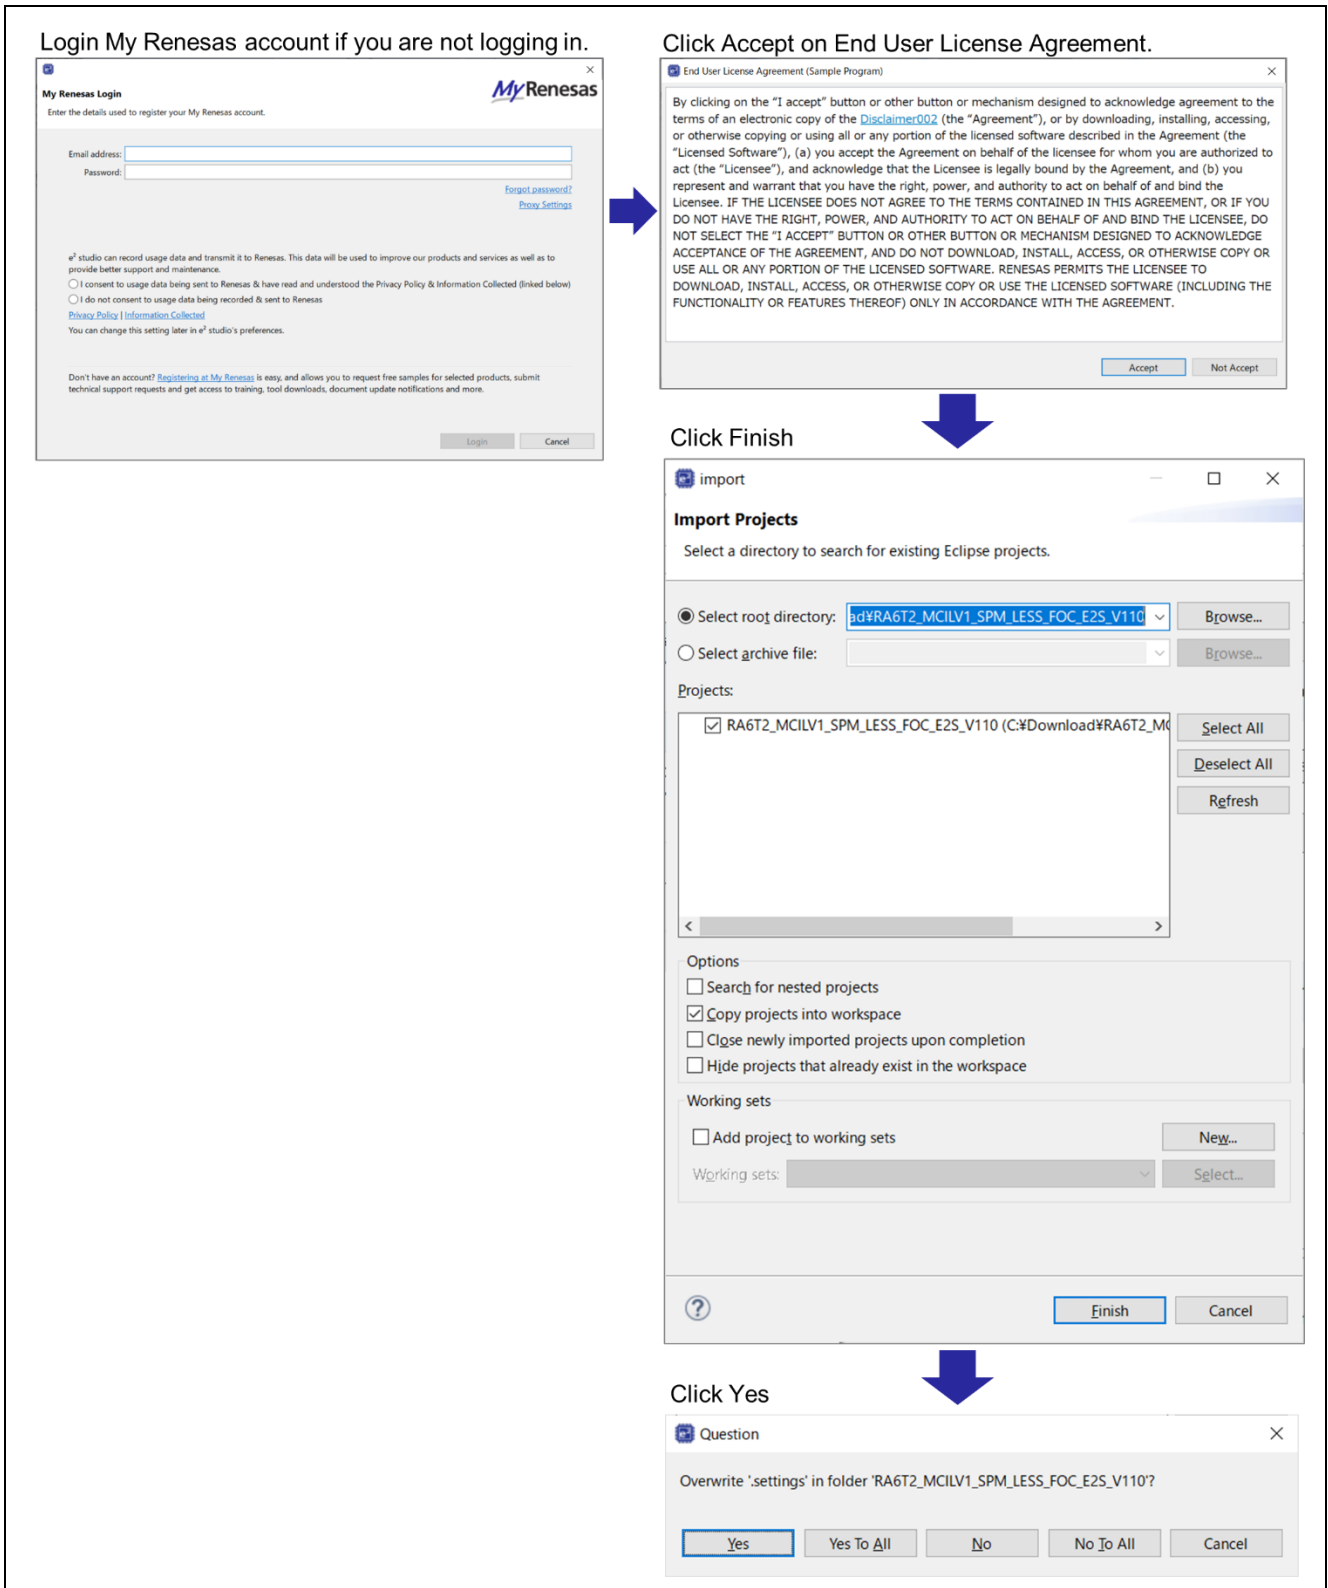 Login My Renesas account if you are not logging in.
My Renesas
My Renesas Login
Enter the details used to register your My Renesas account.
Email address:
Password:
Forgot password?
Proxy Settings
e² studio can record usage data and transmit it to Renesas. This data will be used to improve our products and services as well as to
provide better support and maintenance.
I consent to usage data being sent to Renesas & have read and understood the Privacy Policy & Information Collected (linked below)
I do not consent to usage data being recorded & sent to Renesas
Privacy Policy | Information Collected
You can change this setting later in e² studio's preferences.
Don't have an account? Registering at My Renesas is easy, and allows you to request free samples for selected products, submit
technical support requests and get access to training, tool downloads, document update notifications and more.
Login Cancel
Click Accept on End User License Agreement.
End User License Agreement (Sample Program)
By clicking on the “I accept” button or other button or mechanism designed to acknowledge agreement to the
terms of an electronic copy of the Disclaimer002 (the “Agreement”), or by downloading, installing, accessing,
or otherwise copying or using all or any portion of the licensed software described in the Agreement (the
“Licensed Software”), (a) you accept the Agreement on behalf of the licensee for whom you are authorized to
act (the “Licensee”), and acknowledge that the Licensee is legally bound by the Agreement, and (b) you
represent and warrant that you have the right, power, and authority to act on behalf of and bind the
Licensee. IF THE LICENSEE DOES NOT AGREE TO THE TERMS CONTAINED IN THIS AGREEMENT, OR IF YOU
DO NOT HAVE THE RIGHT, POWER, AND AUTHORITY TO ACT ON BEHALF OF AND BIND THE LICENSEE, DO
NOT SELECT THE “I ACCEPT” BUTTON OR OTHER BUTTON OR MECHANISM DESIGNED TO ACKNOWLEDGE
ACCEPTANCE OF THE AGREEMENT, AND DO NOT DOWNLOAD, INSTALL, ACCESS, OR OTHERWISE COPY OR
USE ALL OR ANY PORTION OF THE LICENSED SOFTWARE. RENESAS PERMITS THE LICENSEE TO
DOWNLOAD, INSTALL, ACCESS, OR OTHERWISE COPY OR USE THE LICENSED SOFTWARE (INCLUDING THE
FUNCTIONALITY OR FEATURES THEREOF) ONLY IN ACCORDANCE WITH THE AGREEMENT.
Accept Not Accept
Click Finish
import
Import Projects
Select a directory to search for existing Eclipse projects.
Select root directory: ad¥RA6T2_MCILV1_SPM_LESS_FOC_E2S_V110 Browse...
Select archive file: Browse...
Projects:
RA6T2_MCILV1_SPM_LESS_FOC_E2S_V110 (C:¥Download¥RA6T2_MC
Select All
Deselect All
Refresh
Options
Search for nested projects
Copy projects into workspace
Close newly imported projects upon completion
Hide projects that already exist in the workspace
Working sets
Add project to working sets New...
Working sets: Select...
Finish Cancel
Click Yes
Question
Overwrite '.settings' in folder 'RA6T2_MCILV1_SPM_LESS_FOC_E2S_V110'?
Yes Yes To All No No To All Cancel